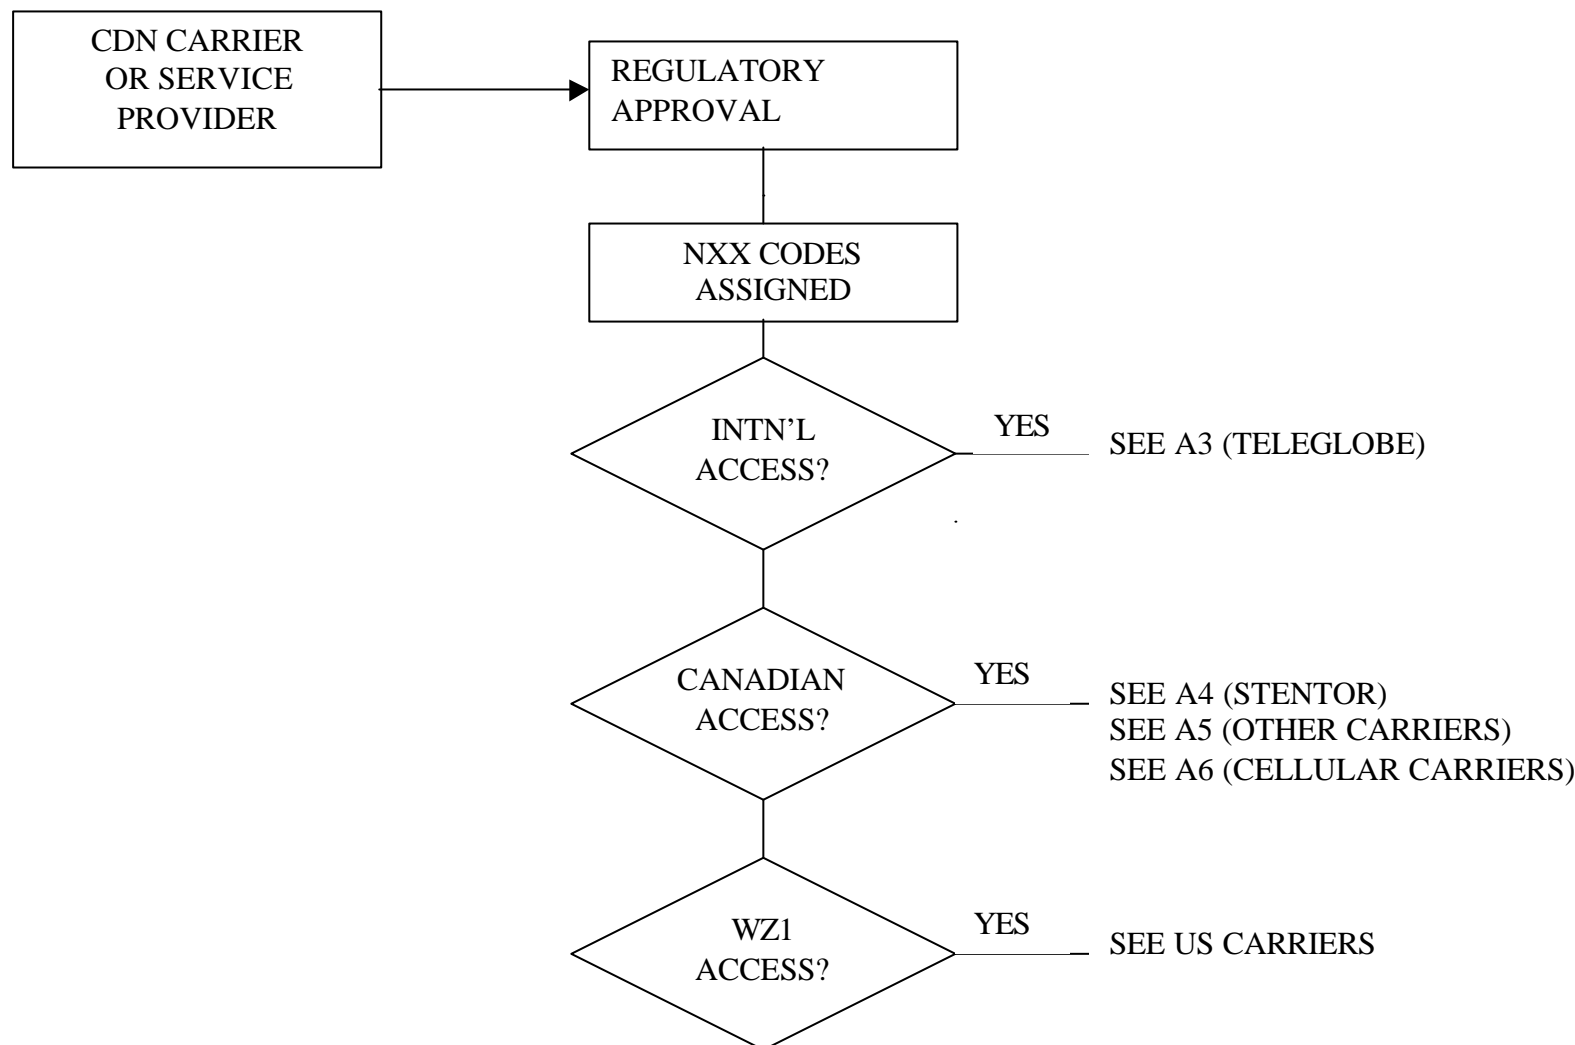 CDN CARRIER
OR SERVICE
PROVIDER
REGULATORY
APPROVAL
NXX CODES
ASSIGNED
INTN’L
ACCESS?
YES
SEE A3 (TELEGLOBE)
CANADIAN
ACCESS?
YES
SEE A4 (STENTOR)
SEE A5 (OTHER CARRIERS)
SEE A6 (CELLULAR CARRIERS)
WZ1
ACCESS?
YES
SEE US CARRIERS